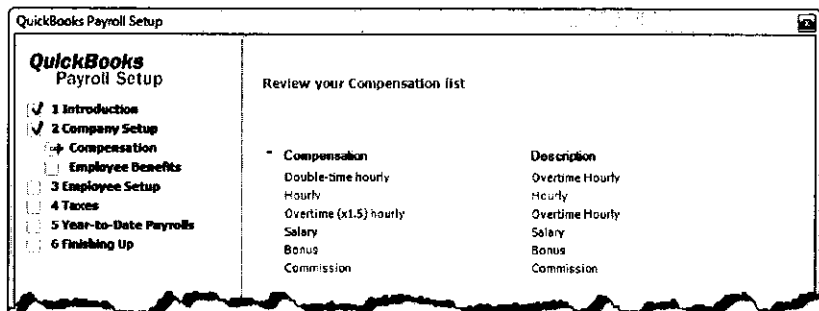 QuickBooks Payroll Setup
QuickBooks
Payroll Setup
1 Introduction
2 Company Setup
Compensation
Employee Benefits
3 Employee Setup
4 Taxes
5 Year-to-Date Payrolls
6 Finishing Up
Review your Compensation list
Compensation Description
Double-time hourly Overtime Hourly
Hourly Hourly
Overtime (x1.5) hourly Overtime Hourly
Salary Salary
Bonus Bonus
Commission Commission